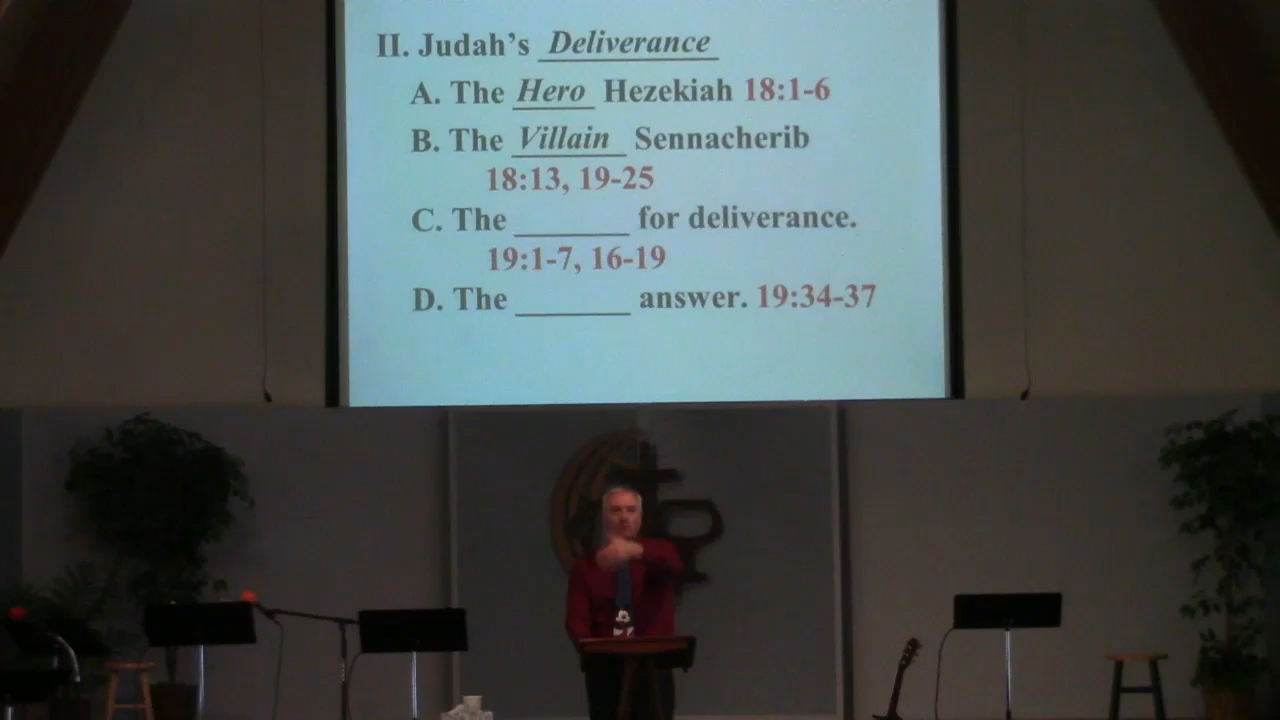 II. Judah's Deliverance
A. The Hero Hezekiah 18:1-6
B. The Villain Sennacherib
18:13, 19-25
C. The ________ for deliverance.
19:1-7, 16-19
D. The ________ answer. 19:34-37